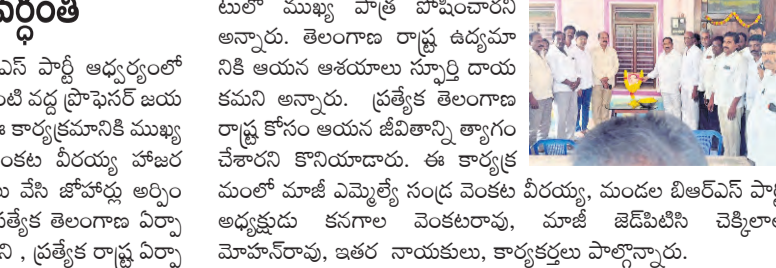 వర్ధంతి
ఎస్ పార్టీ ఆధ్వర్యంలో
ంటి వద్ద ప్రొఫెసర్ జయ
ఈ కార్యక్రమానికి ముఖ్య
ంకట వీరయ్య హాజర
లు వేసి జోహార్లు అర్పిం
ప్రత్యేక తెలంగాణ ఏర్పా
ని , ప్రత్యేక రాష్ట్ర ఏర్పా
టులో ముఖ్య పాత్ర పోషించారని
అన్నారు. తెలంగాణ రాష్ట్ర ఉద్యమా
నికి ఆయన ఆశయాలు స్ఫూర్తి దాయ
కమని అన్నారు. ప్రత్యేక తెలంగాణ
రాష్ట్ర కోసం ఆయన జీవితాన్ని త్యాగం
చేశారని కొనియాడారు. ఈ కార్యక్ర
మంలో మాజీ ఎమ్మెల్యే సండ్ర వెంకట వీరయ్య, మండల బిఆర్ఎస్ పార్టీ
అధ్యక్షుడు కనగాల వెంకటరావు, మాజీ జెడ్పిటిసి చెక్కిలాల
మోహన్‌రావు, ఇతర నాయకులు, కార్యకర్తలు పాల్గొన్నారు.